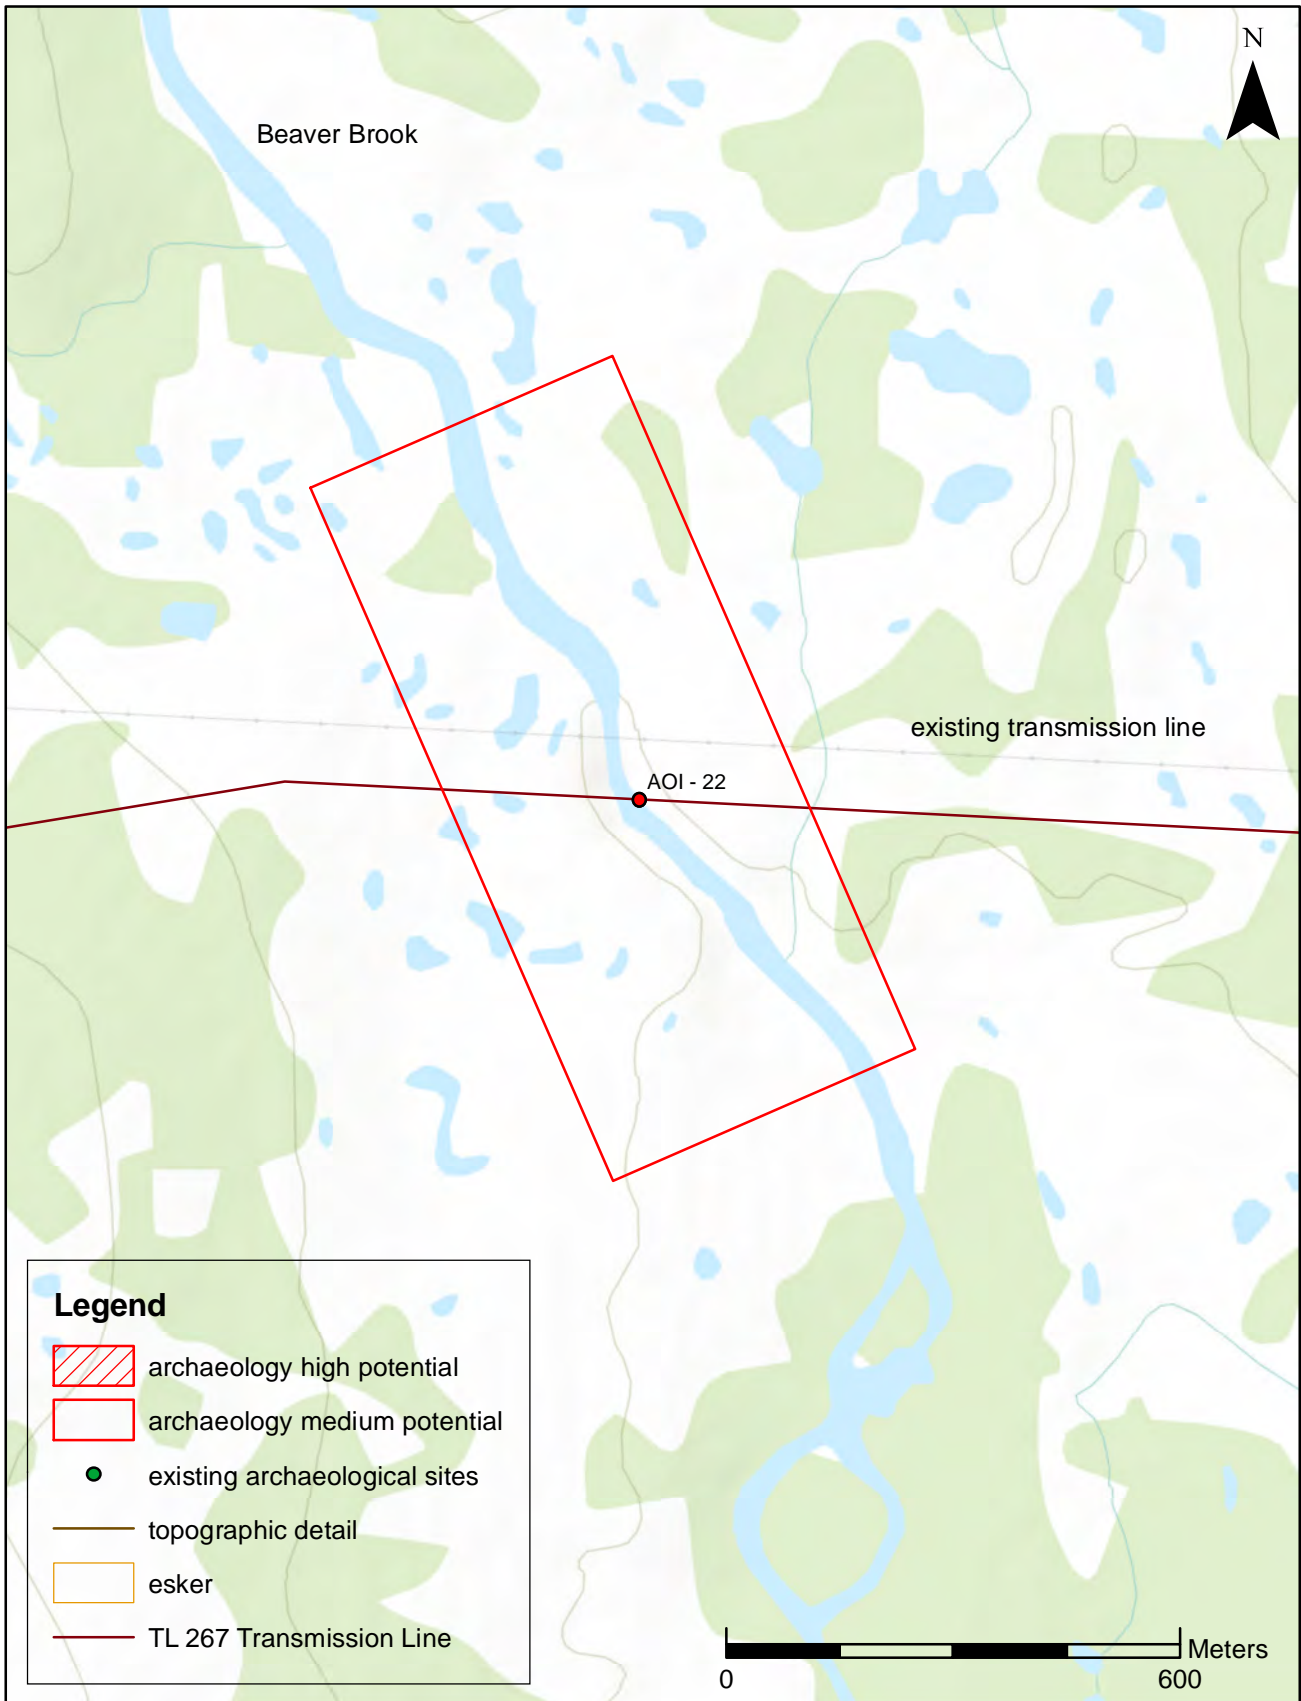 N
Beaver Brook
existing transmission line
AOI - 22
Legend
archaeology high potential
archaeology medium potential
existing archaeological sites
topographic detail
esker
TL 267 Transmission Line
Meters
0 600